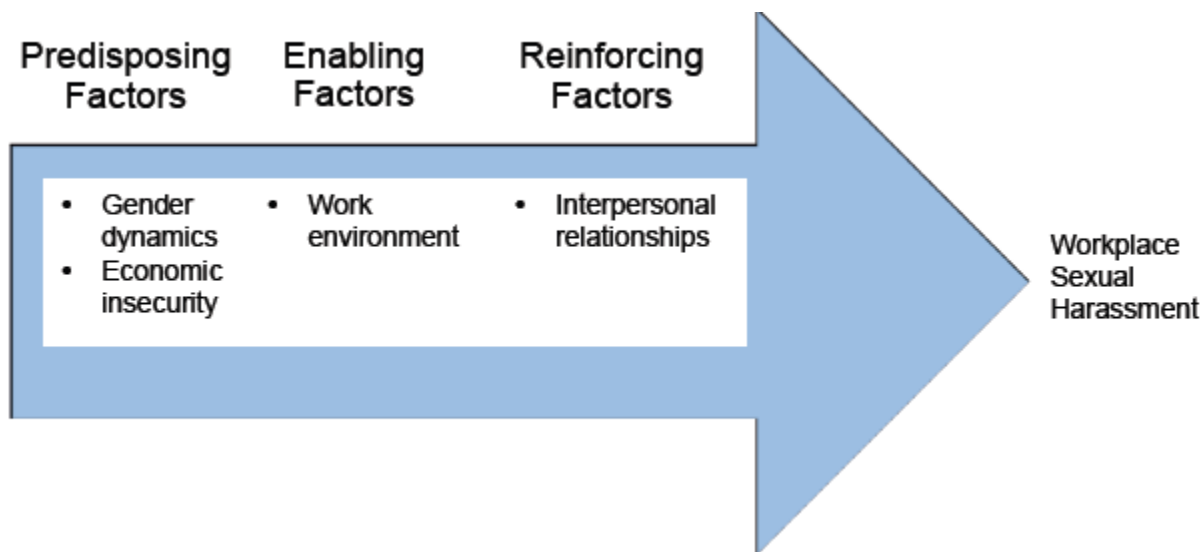 Predisposing
Factors
Enabling
Factors
Reinforcing
Factors
• Gender
dynamics
• Economic
insecurity
• Work
environment
• Interpersonal
relationships
Workplace
Sexual
Harassment